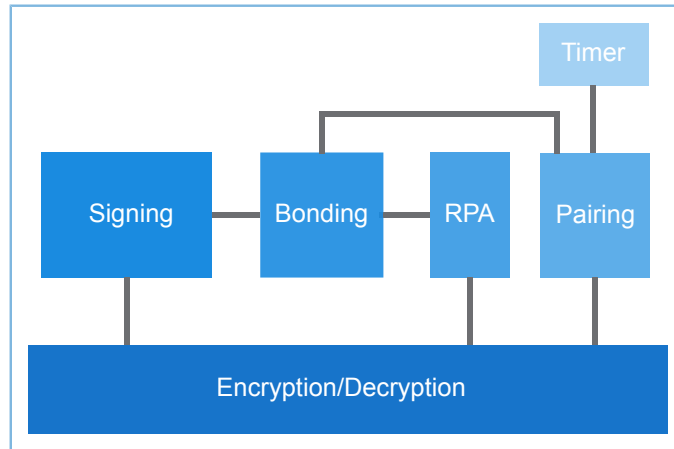 Timer
Signing
Bonding
RPA
Pairing
Encryption/Decryption